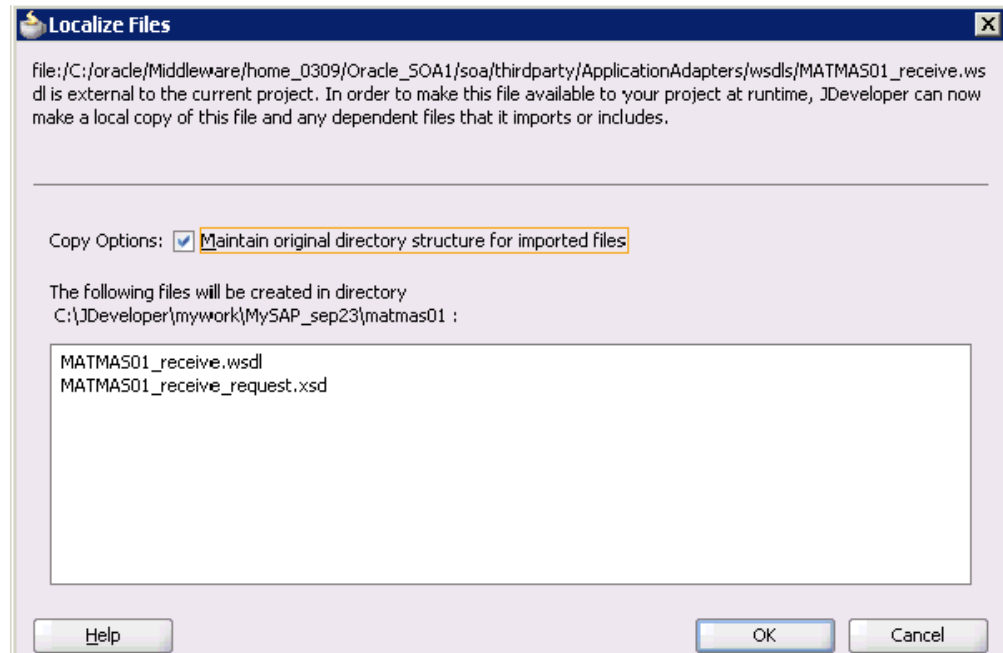 Localize Files
file:/C:/oracle/Middleware/home_0309/Oracle_SOA1/soa/thirdparty/ApplicationAdapters/wsdls/MATMAS01_receive.ws
dl is external to the current project. In order to make this file available to your project at runtime, JDeveloper can now
make a local copy of this file and any dependent files that it imports or includes.
Copy Options: Maintain original directory structure for imported files
The following files will be created in directory
C:\JDeveloper\mywork\MySAP_sep23\matmas01 :
MATMAS01_receive.wsdl
MATMAS01_receive_request.xsd
Help OK Cancel